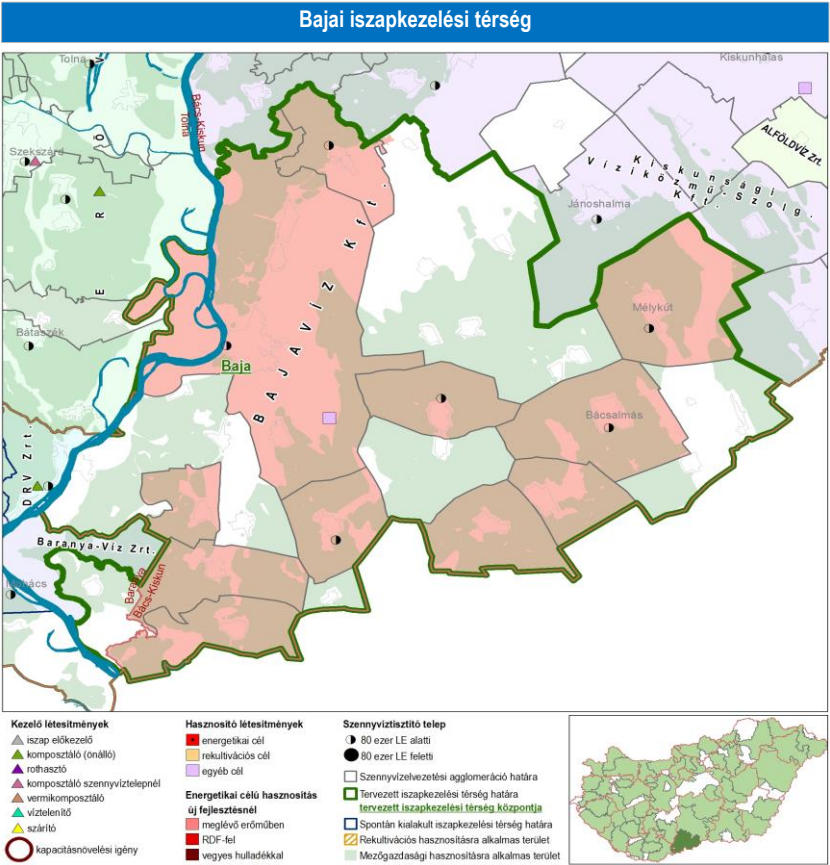 Bajai iszapkezelési térség
Tolna
Kiskunhalas
Bács-Kiskun
Tolna
Szekszárd
ALFÖLDVÍZ Zrt.
Kiskunsági
Víziközmű-Szolg.
Kft.
Jánoshalma
E R Ö V
Mélykút
Bátaszék
Baja
BAJAVÍZ Kft.
Bácsalmás
DRV Zrt.
Baranya-Víz Zrt.
Baranya
Bács-Kiskun
Mohács
Kezelő létesítmények
iszap előkezelő
komposztáló (önálló)
rothasztó
komposztáló szennyvíztelepnél
vermikomposztáló
víztelenítő
szárító
kapacitásnövelési igény
Hasznosító létesítmények
energetikai cél
rekultivációs cél
egyéb cél
Energetikai célú hasznosítás
új fejlesztésnél
meglévő erőműben
RDF-fel
vegyes hulladékkal
Szennyvíztisztító telep
80 ezer LE alatti
80 ezer LE feletti
Szennyvízelvezetési agglomeráció határa
Tervezett iszapkezelési térség határa
tervezett iszapkezelési térség központja
Spontán kialakult iszapkezelési térség határa
Rekultivációs hasznosításra alkalmas terület
Mezőgazdasági hasznosításra alkalmas terület